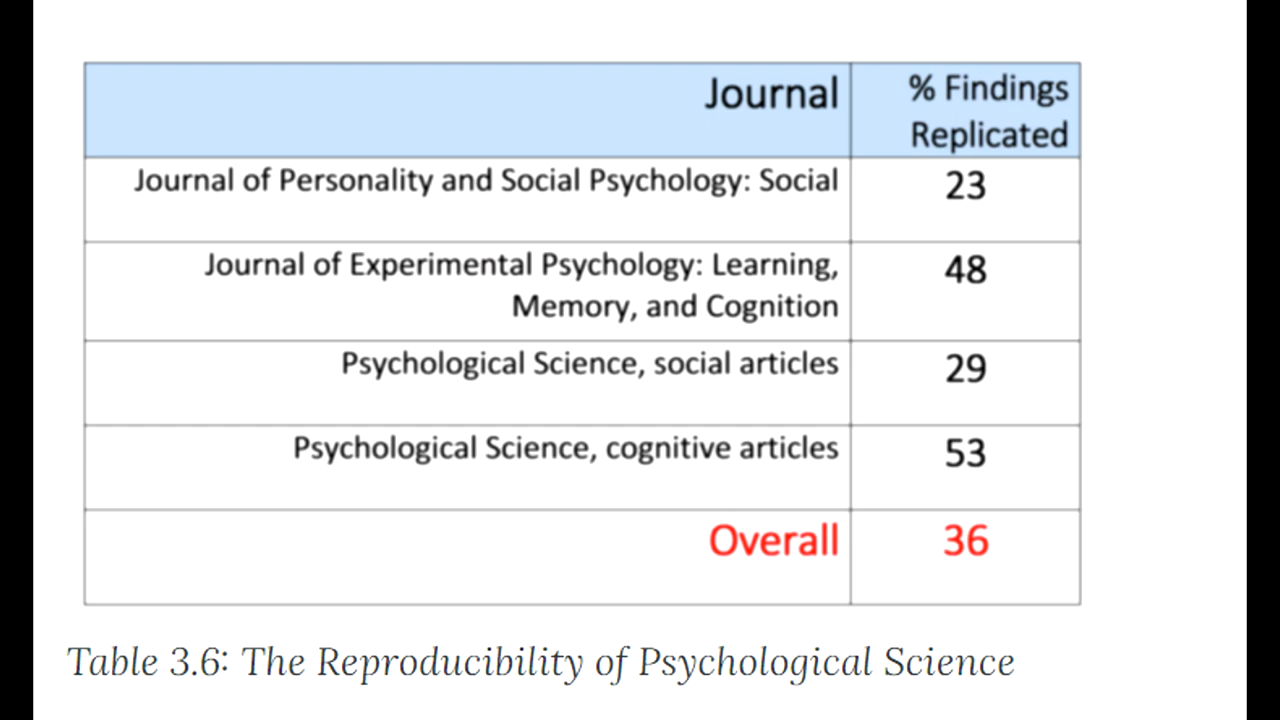 Journal
% Findings
Replicated
Journal of Personality and Social Psychology: Social
23
Journal of Experimental Psychology: Learning,
Memory, and Cognition
48
Psychological Science, social articles
29
Psychological Science, cognitive articles
53
Overall
36
Table 3.6: The Reproducibility of Psychological Science